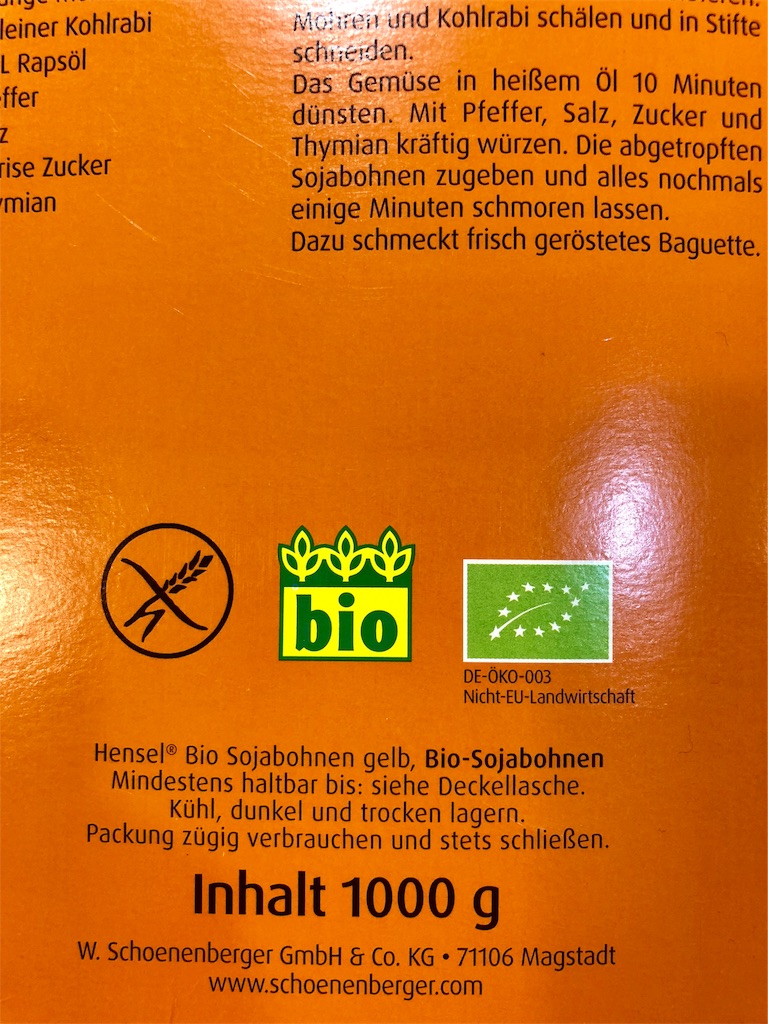 leiner Kohlrabi
L Rapsöl
effer
z
rise Zucker
ymian
Mohren und Kohlrabi schälen und in Stifte
schneiden.
Das Gemüse in heißem Öl 10 Minuten
dünsten. Mit Pfeffer, Salz, Zucker und
Thymian kräftig würzen. Die abgetropften
Sojabohnen zugeben und alles nochmals
einige Minuten schmoren lassen.
Dazu schmeckt frisch geröstetes Baguette.
bio
DE-ÖKO-003
Nicht-EU-Landwirtschaft
Hensel® Bio Sojabohnen gelb, Bio-Sojabohnen
Mindestens haltbar bis: siehe Deckellasche.
Kühl, dunkel und trocken lagern.
Packung zügig verbrauchen und stets schließen.
Inhalt 1000 g
W. Schoenenberger GmbH & Co. KG • 71106 Magstadt
www.schoenenberger.com